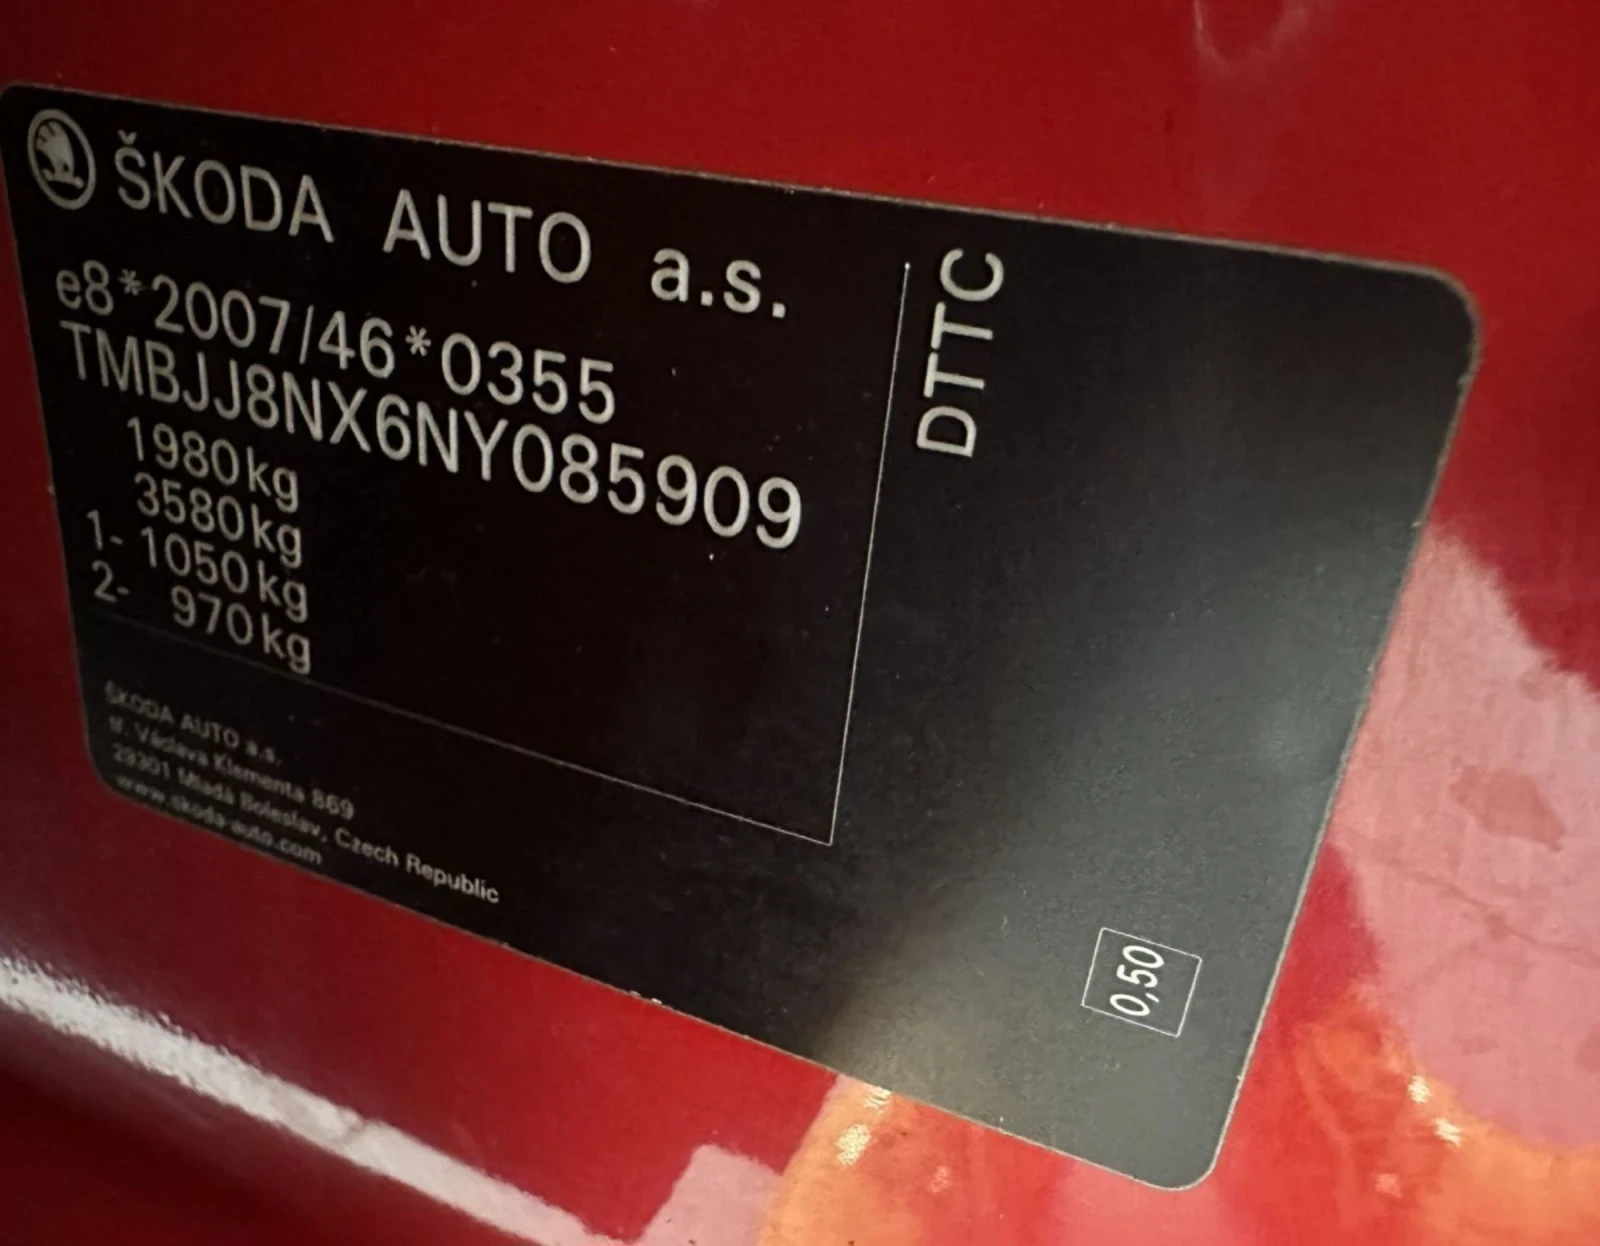 ŠKODA AUTO a.s.
e8*2007/46*0355
TMBJJ8NX6NY085909
1980kg
3580kg
1- 1050kg
2- 970kg
ŠKODA AUTO a.s.
tř. Václava Klementa 869
29301 Mladá Boleslav, Czech Republic
www.skoda-auto.com
DTTC
0,50